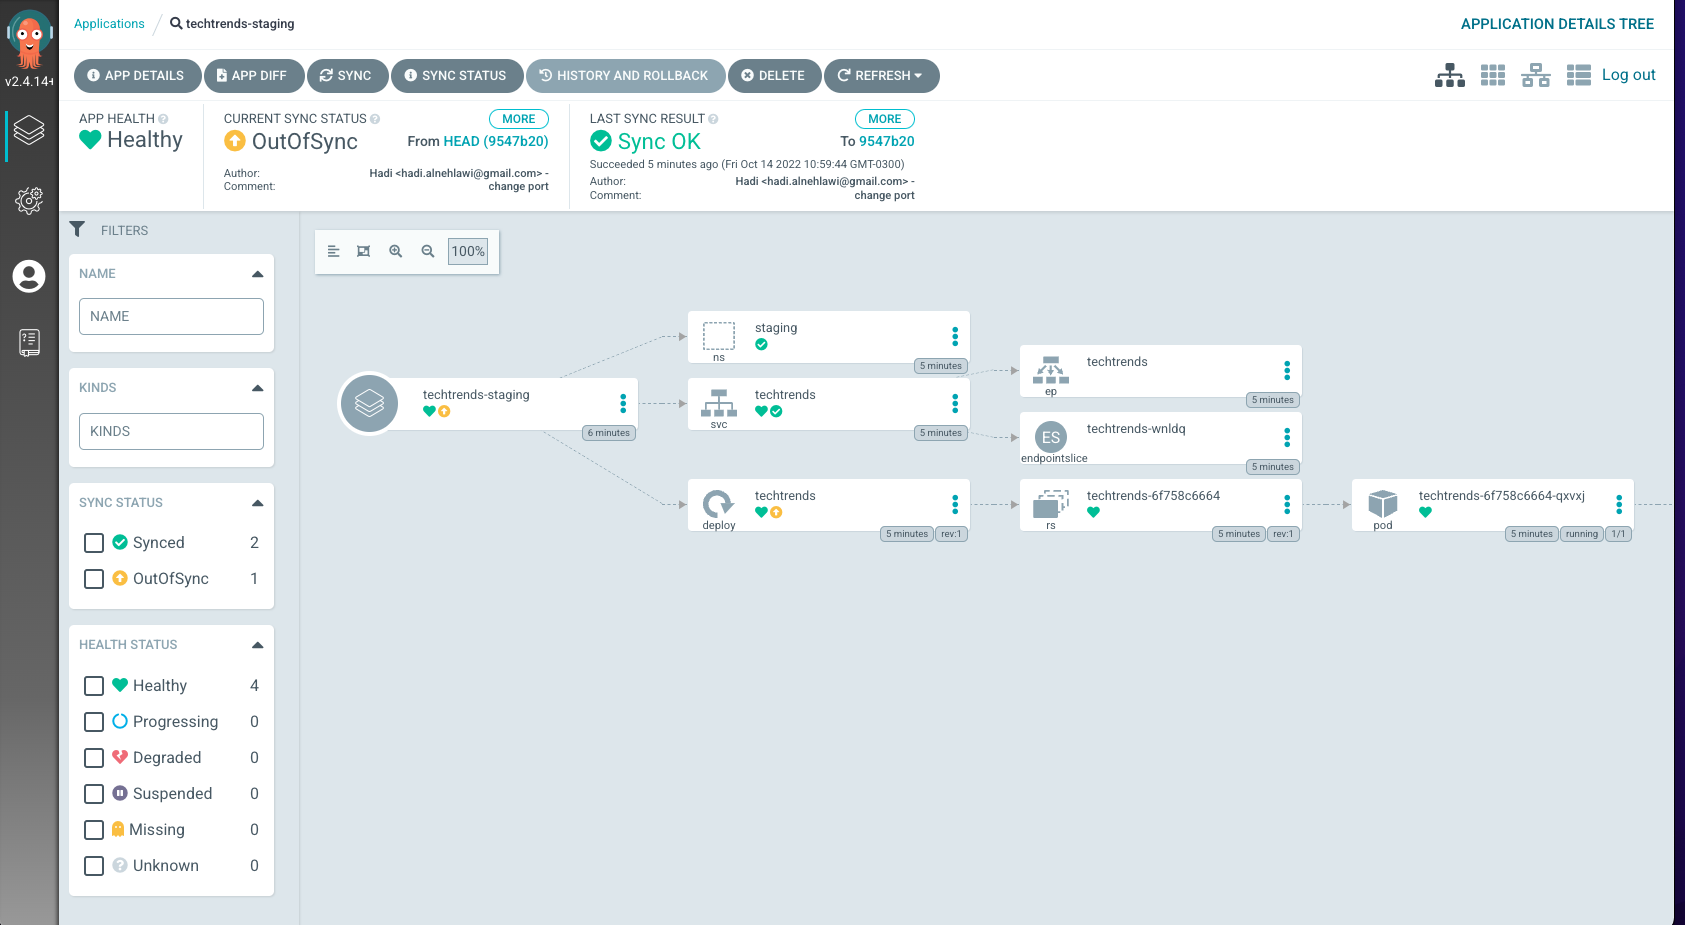 Applications / techtrends-staging
APPLICATION DETAILS TREE
v2.4.14+
APP DETAILS
APP DIFF
SYNC
SYNC STATUS
HISTORY AND ROLLBACK
DELETE
REFRESH
Log out
APP HEALTH
Healthy
CURRENT SYNC STATUS
MORE
OutOfSync
From HEAD (9547b20)
Author: Hadi <hadi.alnehlawi@gmail.com> -
Comment: change port
LAST SYNC RESULT
MORE
Sync OK
To 9547b20
Succeeded 5 minutes ago (Fri Oct 14 2022 10:59:44 GMT-0300)
Author: Hadi <hadi.alnehlawi@gmail.com> -
Comment: change port
FILTERS
NAME
NAME
KINDS
KINDS
SYNC STATUS
Synced 2
OutOfSync 1
HEALTH STATUS
Healthy 4
Progressing 0
Degraded 0
Suspended 0
Missing 0
Unknown 0
100%
techtrends-staging
6 minutes
staging
ns
5 minutes
techtrends
svc
5 minutes
techtrends
ep
5 minutes
ES
techtrends-wnldq
endpointslice
5 minutes
techtrends
deploy
5 minutes rev:1
techtrends-6f758c6664
rs
5 minutes rev:1
techtrends-6f758c6664-qxvxj
pod
5 minutes running 1/1